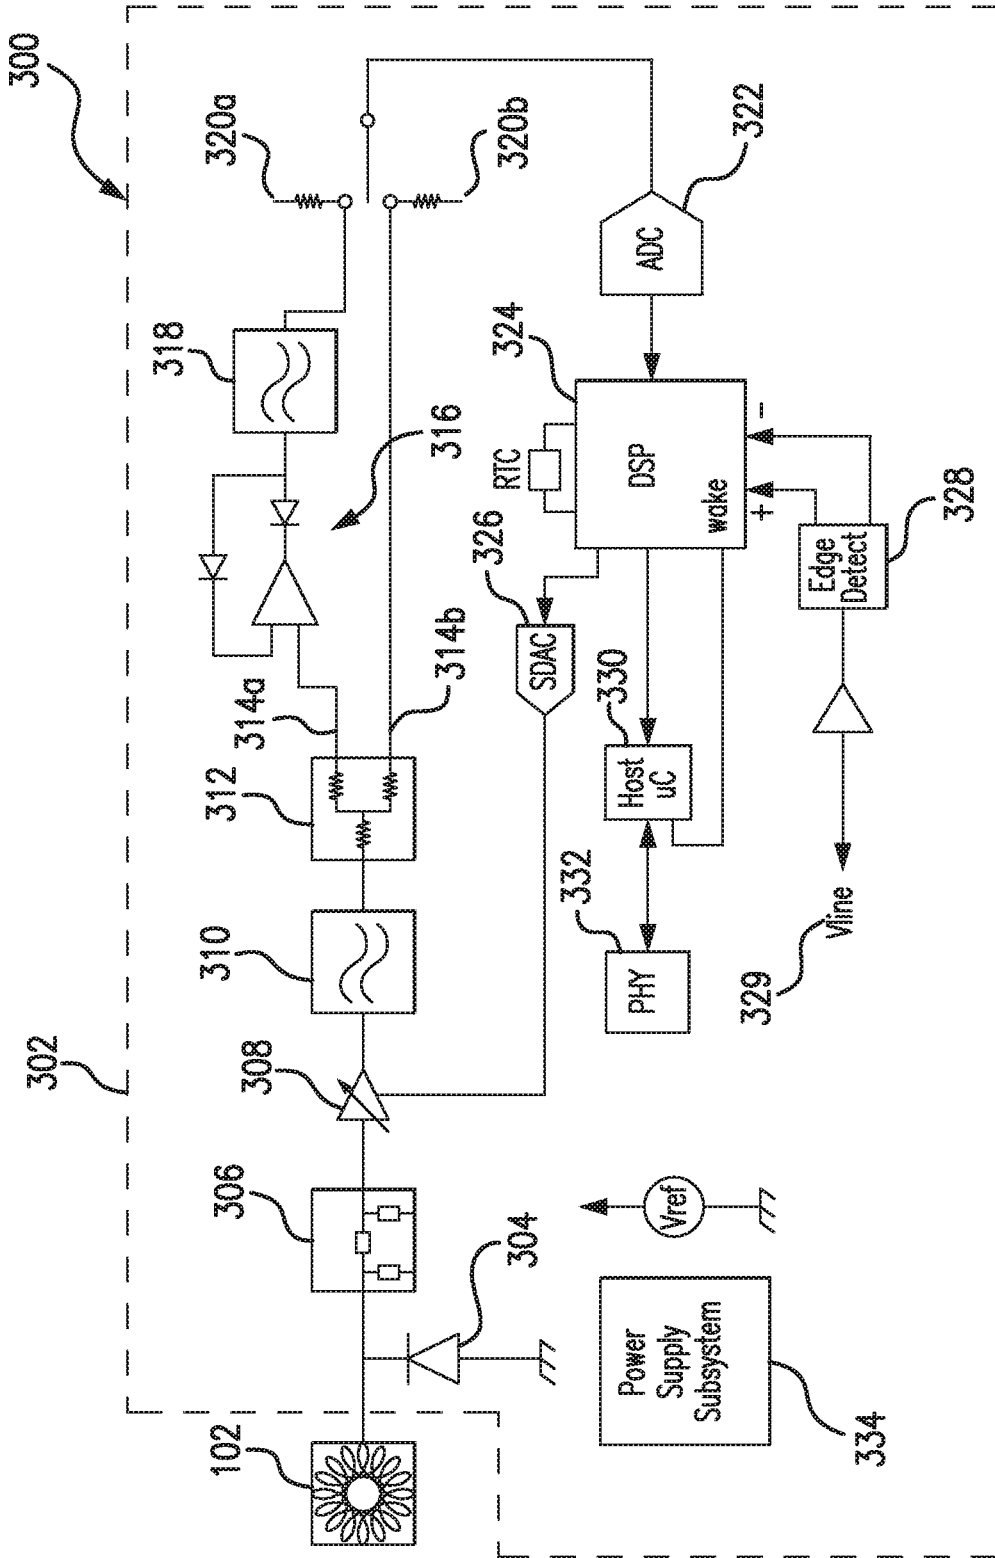 300
302
320a
320b
318
316
314a
314b
312
310
308
306
304
102
322
ADC
324
RTC
DSP
wake
+
-
326
SDAC
328
Edge
Detect
330
Host
uC
332
PHY
329
Vline
Vref
Power
Supply
Subsystem
334